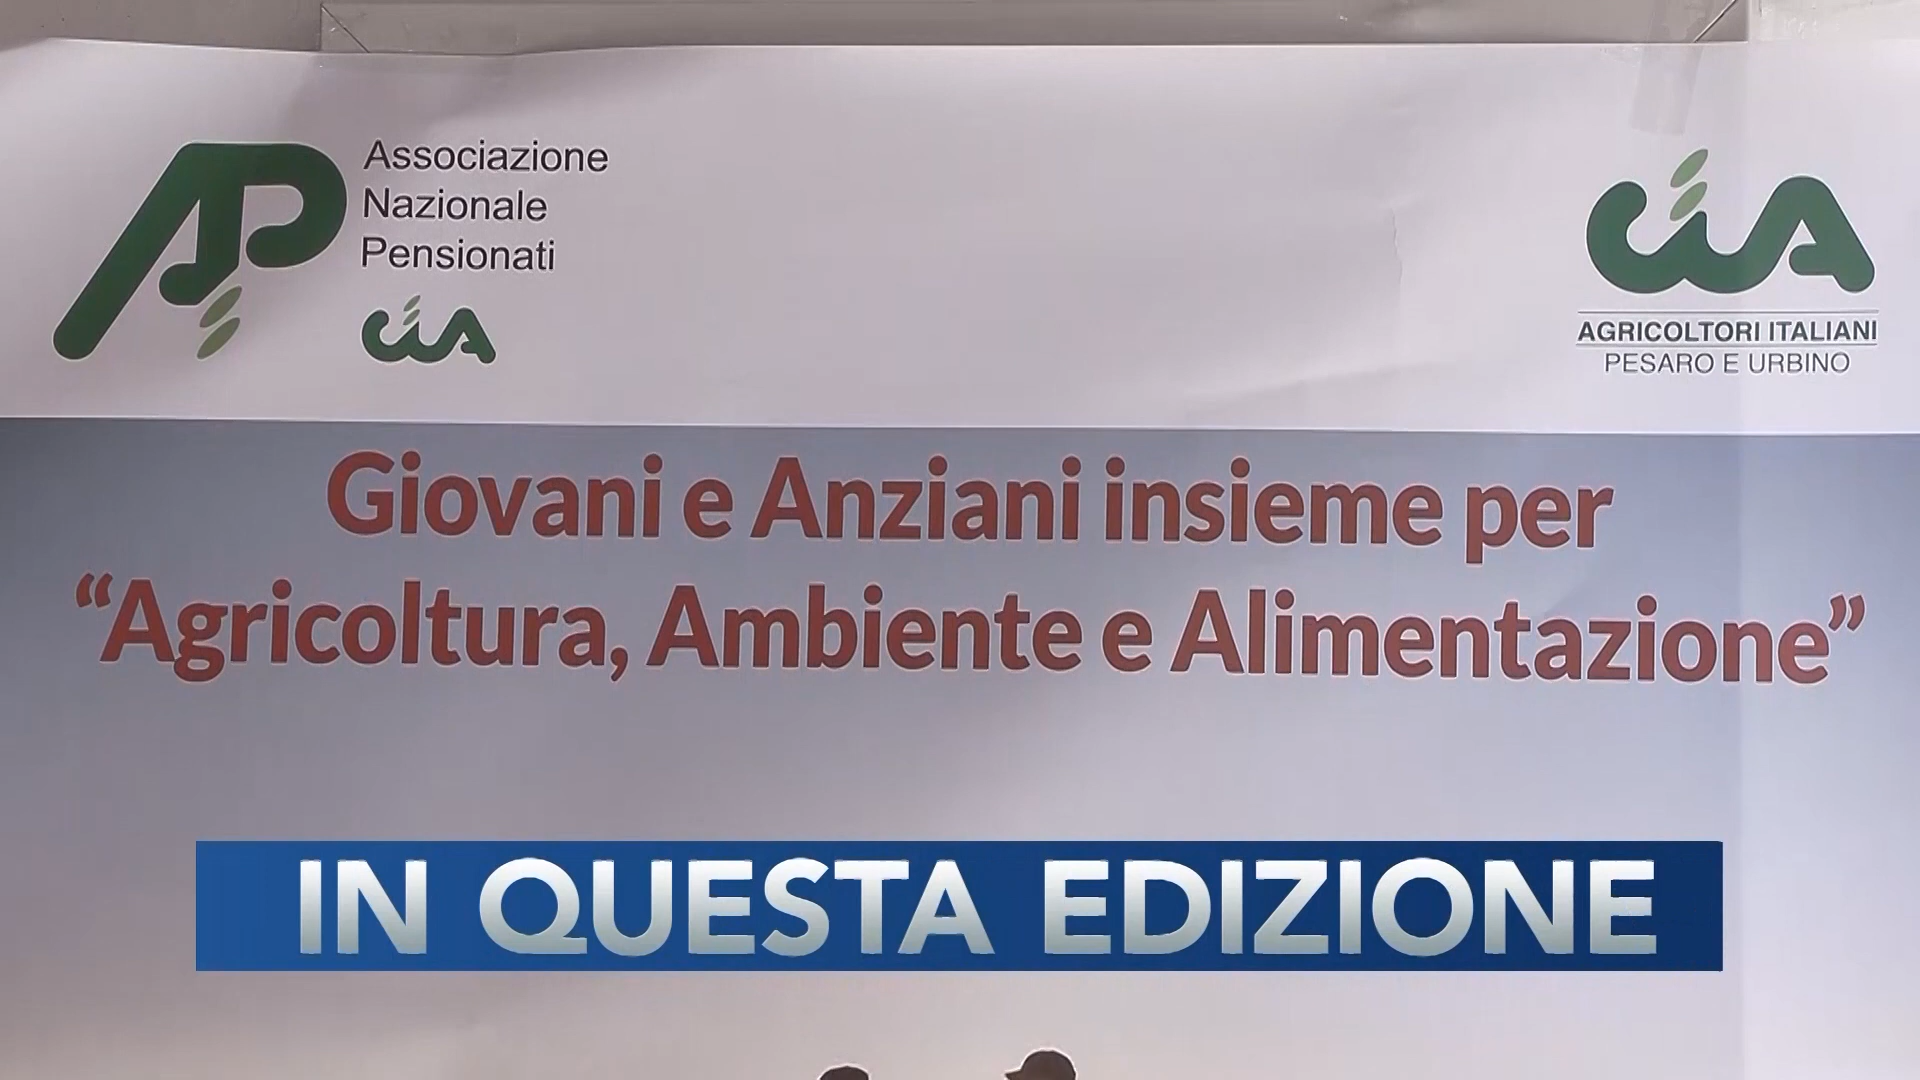 AP
Associazione
Nazionale
Pensionati
CIA
CIA
AGRICOLTORI ITALIANI
PESARO E URBINO
Giovani e Anziani insieme per
“Agricoltura, Ambiente e Alimentazione”
IN QUESTA EDIZIONE